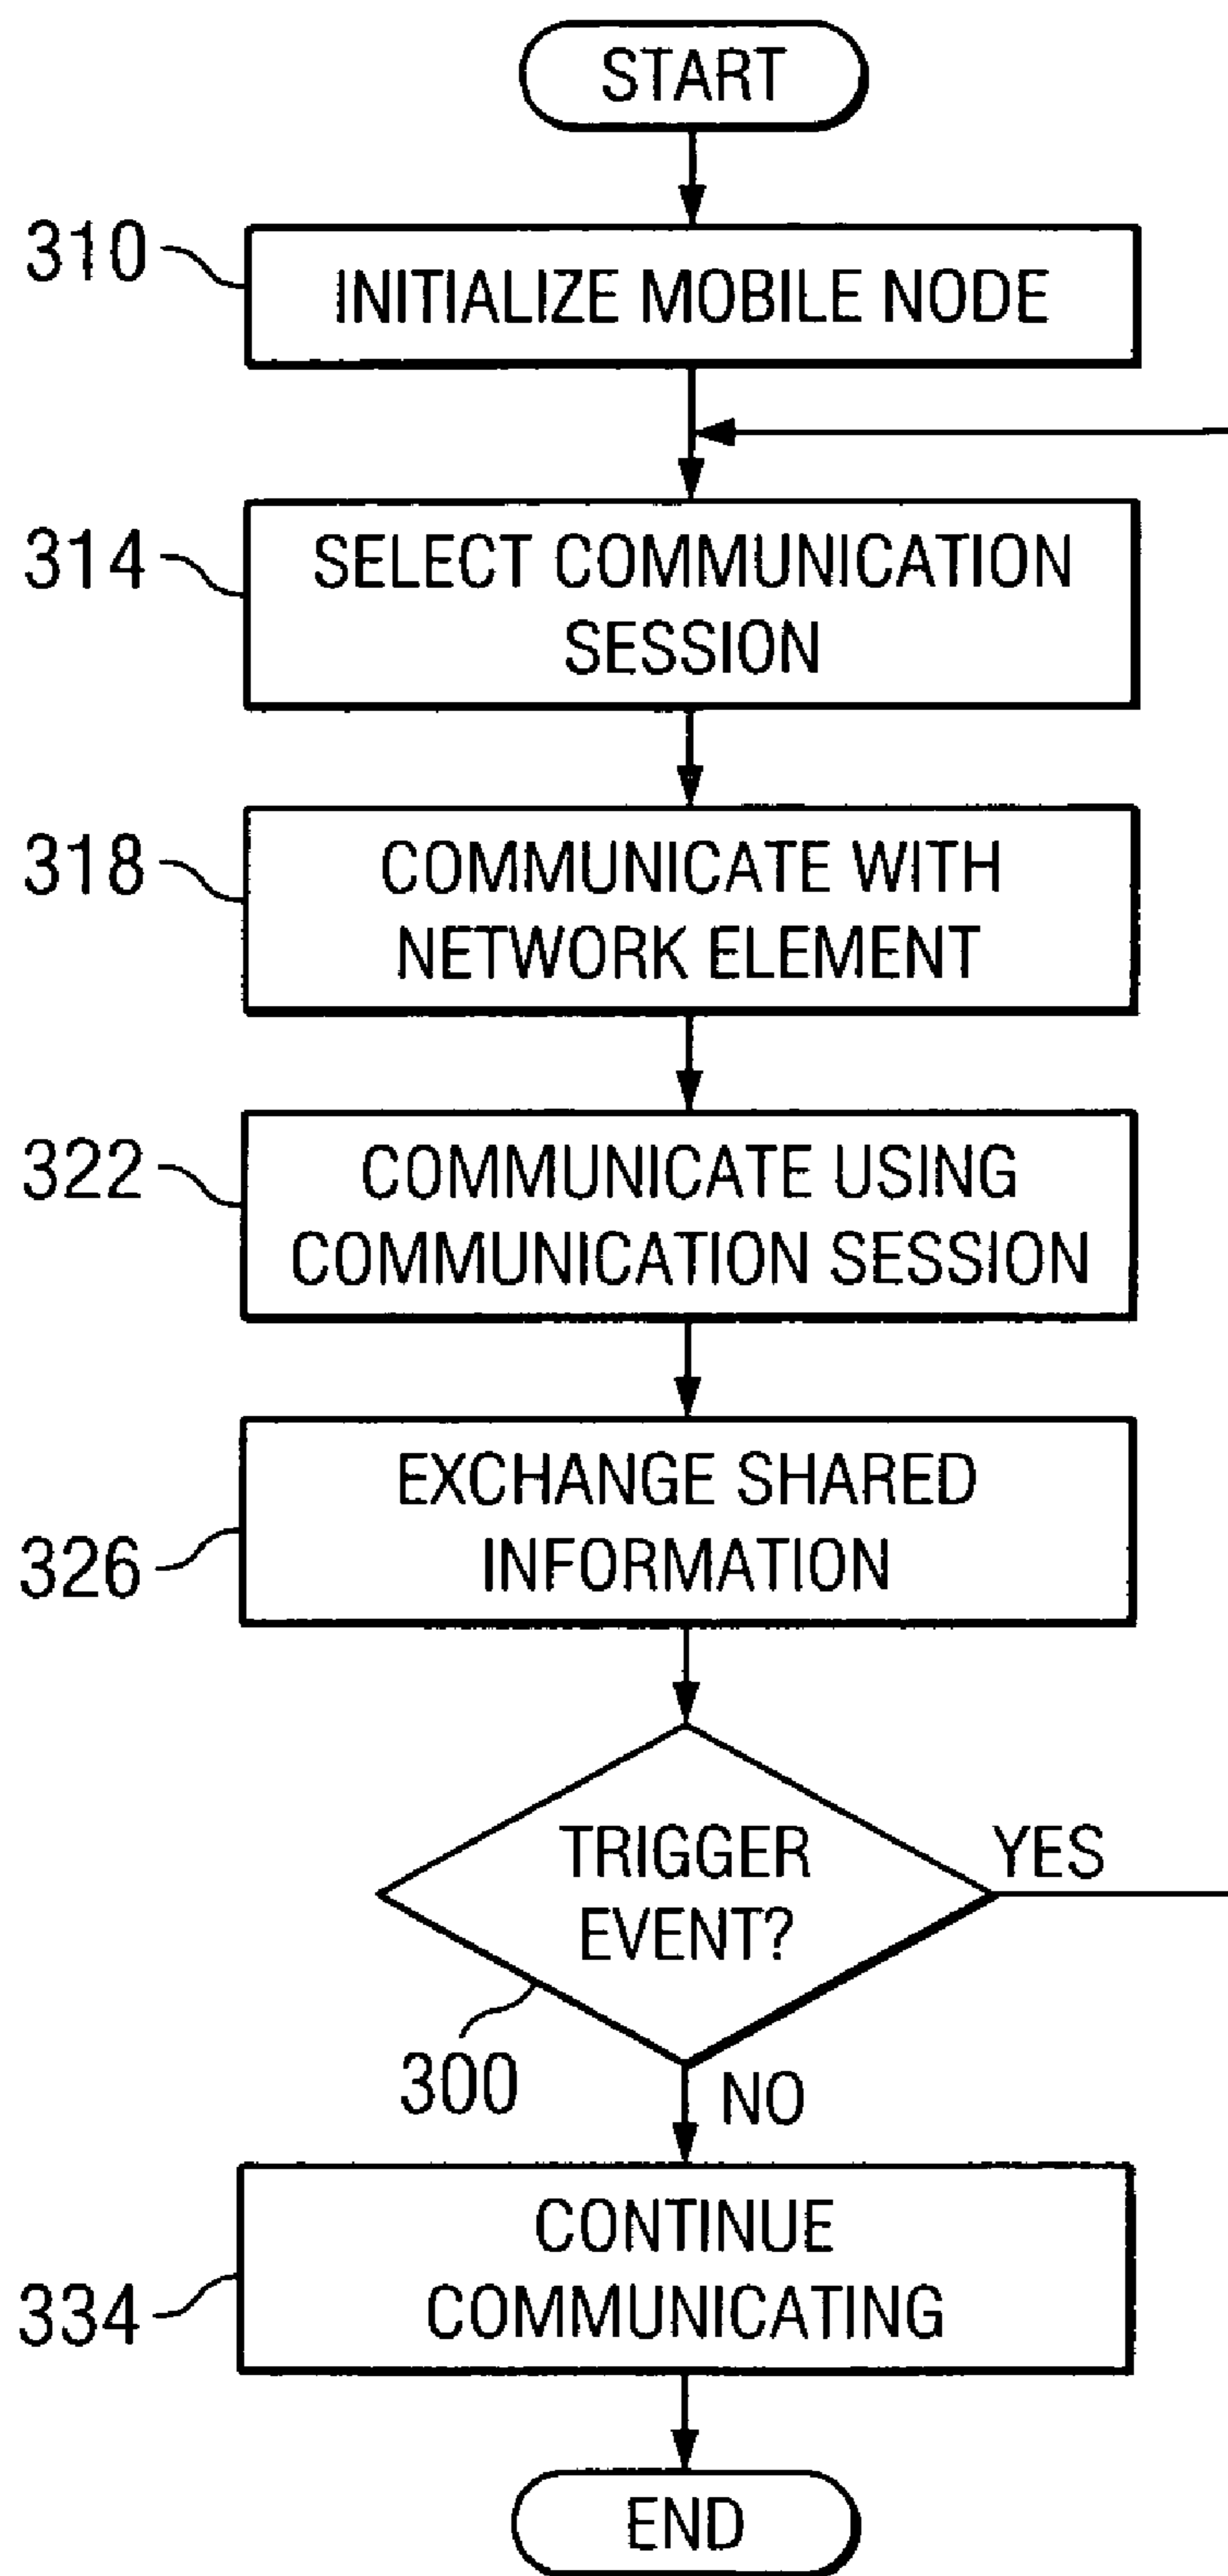 START
310
INITIALIZE MOBILE NODE
314
SELECT COMMUNICATION
SESSION
318
COMMUNICATE WITH
NETWORK ELEMENT
322
COMMUNICATE USING
COMMUNICATION SESSION
326
EXCHANGE SHARED
INFORMATION
TRIGGER
EVENT?
YES
300
NO
334
CONTINUE
COMMUNICATING
END